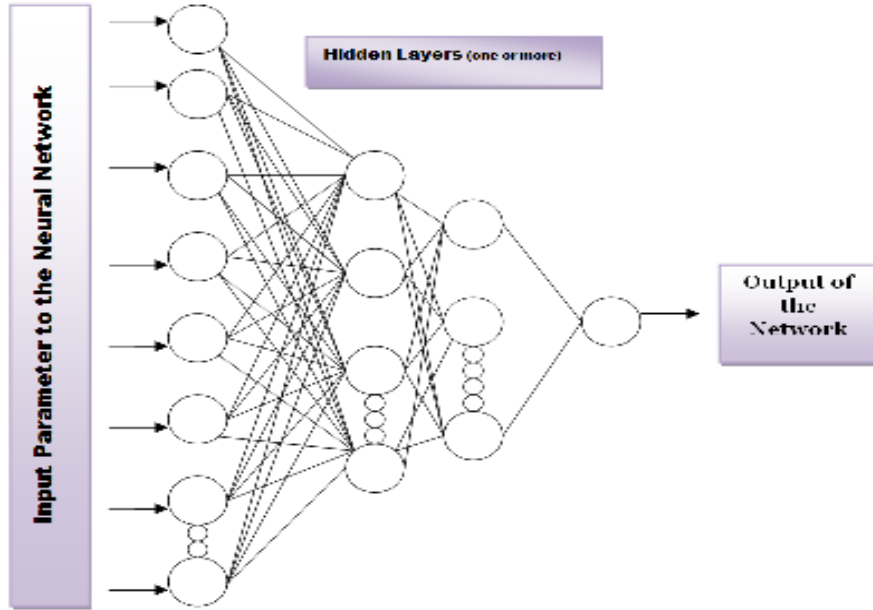 Input Parameter to the Neural Network
Hidden Layers (one or more)
Output of
the
Network